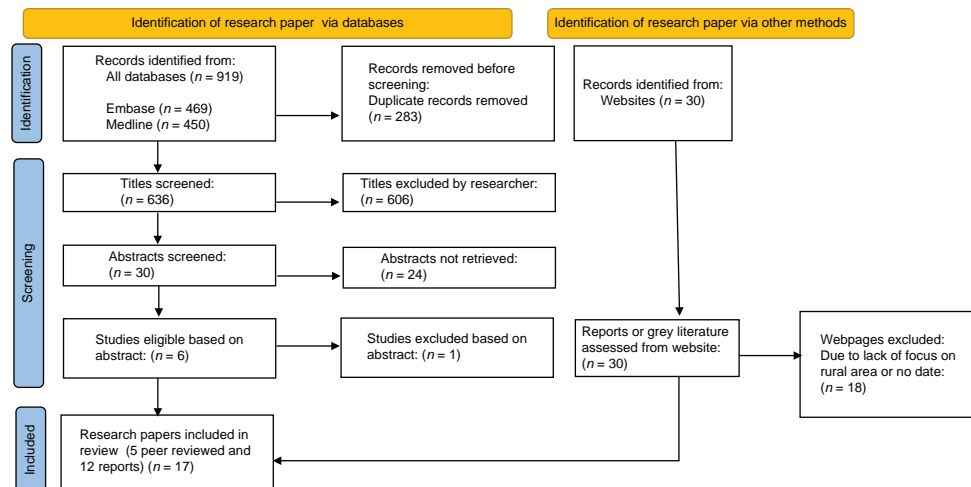 Identification of research paper via databases
Identification of research paper via other methods
Identification
Records identified from:
All databases (n = 919)
Embase (n = 469)
Medline (n = 450)
Records removed before
screening:
Duplicate records removed
(n = 283)
Records identified from:
Websites (n = 30)
Screening
Titles screened:
(n = 636)
Titles excluded by researcher:
(n = 606)
Abstracts screened:
(n = 30)
Abstracts not retrieved:
(n = 24)
Studies eligible based on
abstract: (n = 6)
Studies excluded based on
abstract: (n = 1)
Reports or grey literature
assessed from website:
(n = 30)
Webpages excluded:
Due to lack of focus on
rural area or no date:
(n = 18)
Included
Research papers included in
review (5 peer reviewed and
12 reports) (n = 17)